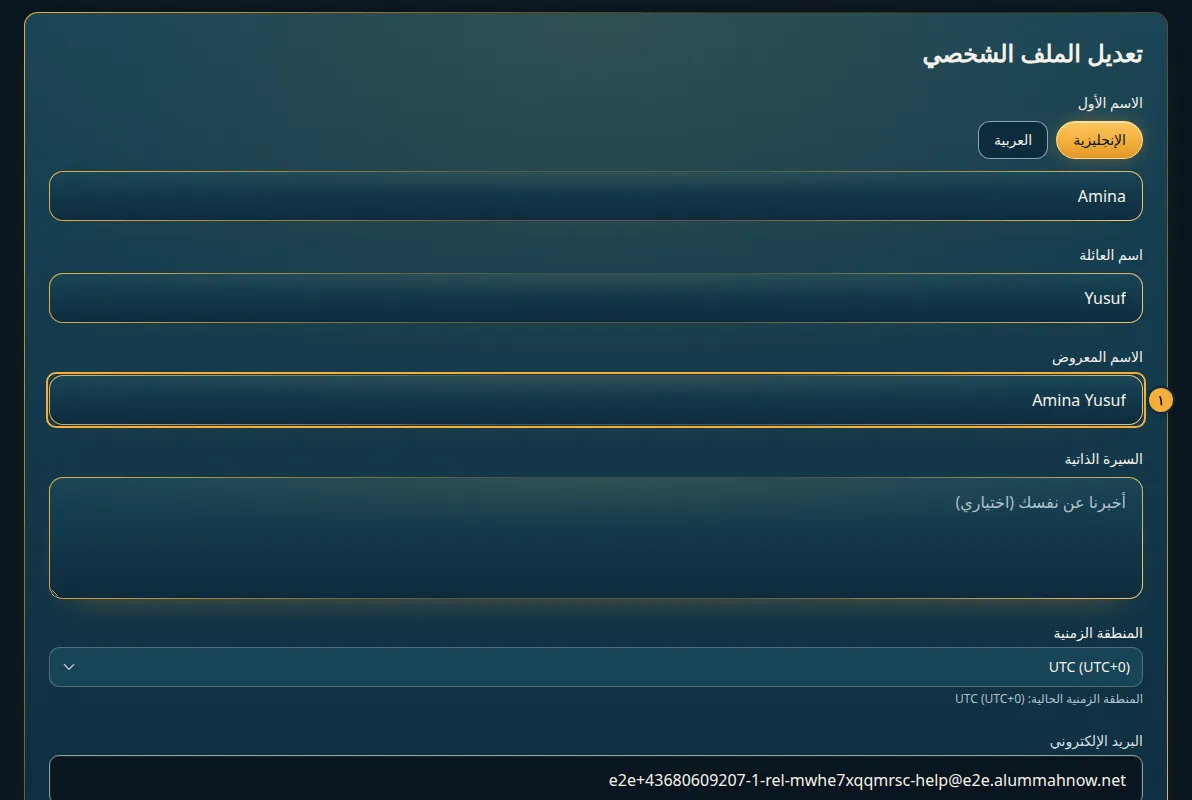 تعديل الملف الشخصي
الاسم الأول
الإنجليزية
العربية
Amina
اسم العائلة
Yusuf
الاسم المعروض
Amina Yusuf
١
السيرة الذاتية
أخبرنا عن نفسك (اختياري)
المنطقة الزمنية
UTC (UTC+0)
المنطقة الزمنية الحالية: UTC (UTC+0)
البريد الإلكتروني
e2e+43680609207-1-rel-mwhe7xqqmrsc-help@e2e.alummahnow.net